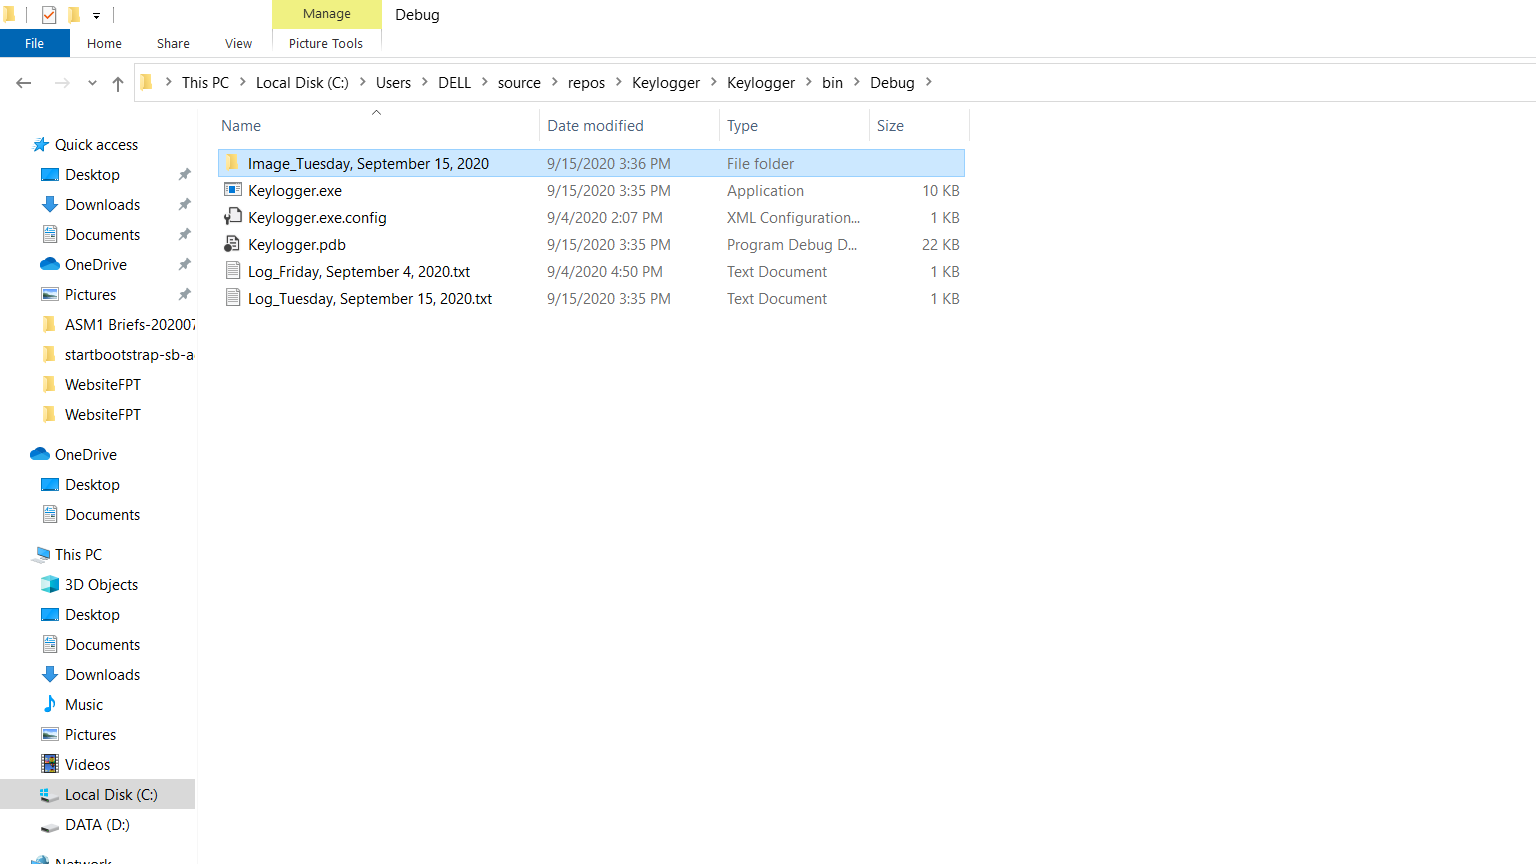 Manage Debug
File Home Share View Picture Tools
This PC Local Disk (C:) Users DELL source repos Keylogger Keylogger bin Debug
Name Date modified Type Size
Image_Tuesday, September 15, 2020 9/15/2020 3:36 PM File folder
Keylogger.exe 9/15/2020 3:35 PM Application 10 KB
Keylogger.exe.config 9/4/2020 2:07 PM XML Configuration... 1 KB
Keylogger.pdb 9/15/2020 3:35 PM Program Debug D... 22 KB
Log_Friday, September 4, 2020.txt 9/4/2020 4:50 PM Text Document 1 KB
Log_Tuesday, September 15, 2020.txt 9/15/2020 3:35 PM Text Document 1 KB
Quick access
Desktop
Downloads
Documents
OneDrive
Pictures
ASM1 Briefs-202007
startbootstrap-sb-a
WebsiteFPT
WebsiteFPT
OneDrive
Desktop
Documents
This PC
3D Objects
Desktop
Documents
Downloads
Music
Pictures
Videos
Local Disk (C:)
DATA (D:)
Network